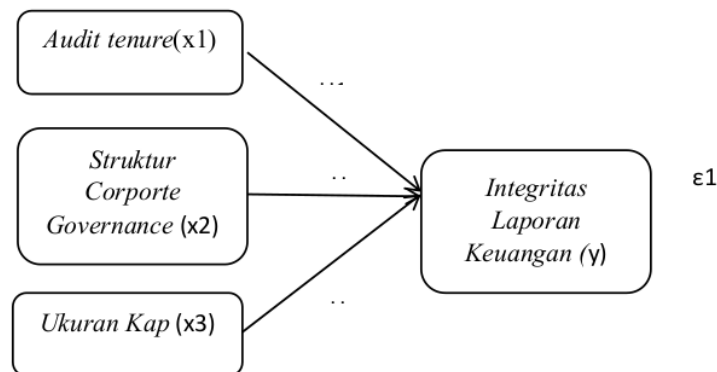 Audit tenure(x1)
Struktur
Corporte
Governance (x2)
Ukuran Kap (x3)
Integritas
Laporan
Keuangan (y)
ε1